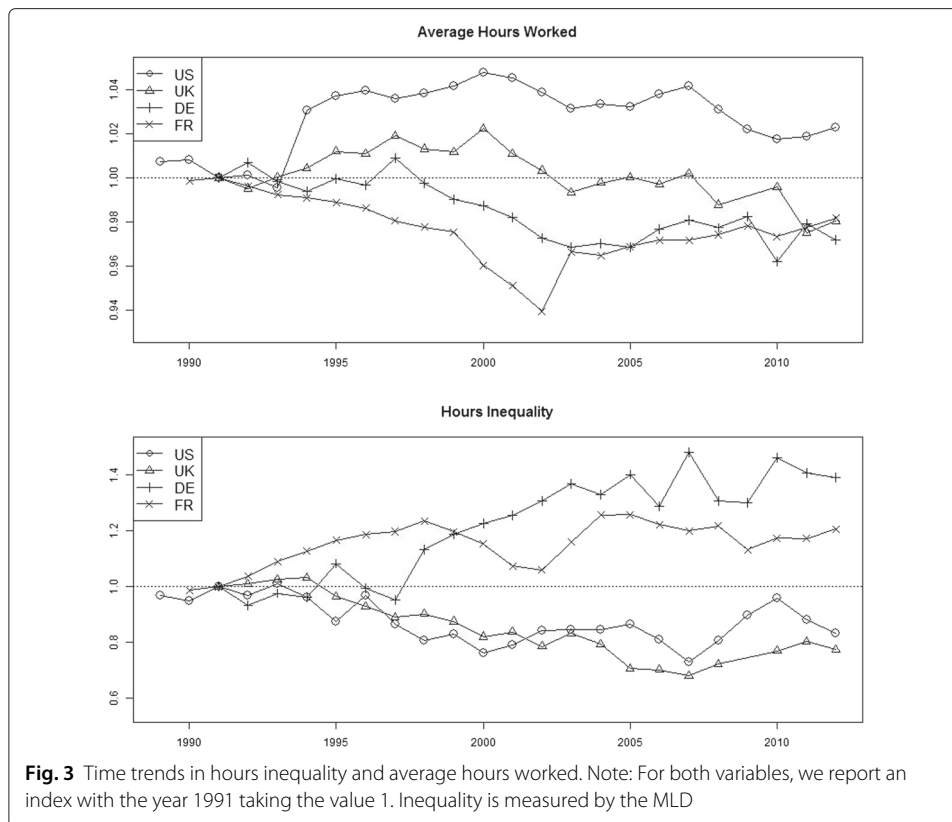 Average Hours Worked
US
UK
DE
FR
1.04
1.02
1.00
0.98
0.96
0.94
1990 1995 2000 2005 2010
Hours Inequality
US
UK
DE
FR
1.4
1.2
1.0
0.8
0.6
1990 1995 2000 2005 2010
Fig. 3 Time trends in hours inequality and average hours worked. Note: For both variables, we report an
index with the year 1991 taking the value 1. Inequality is measured by the MLD